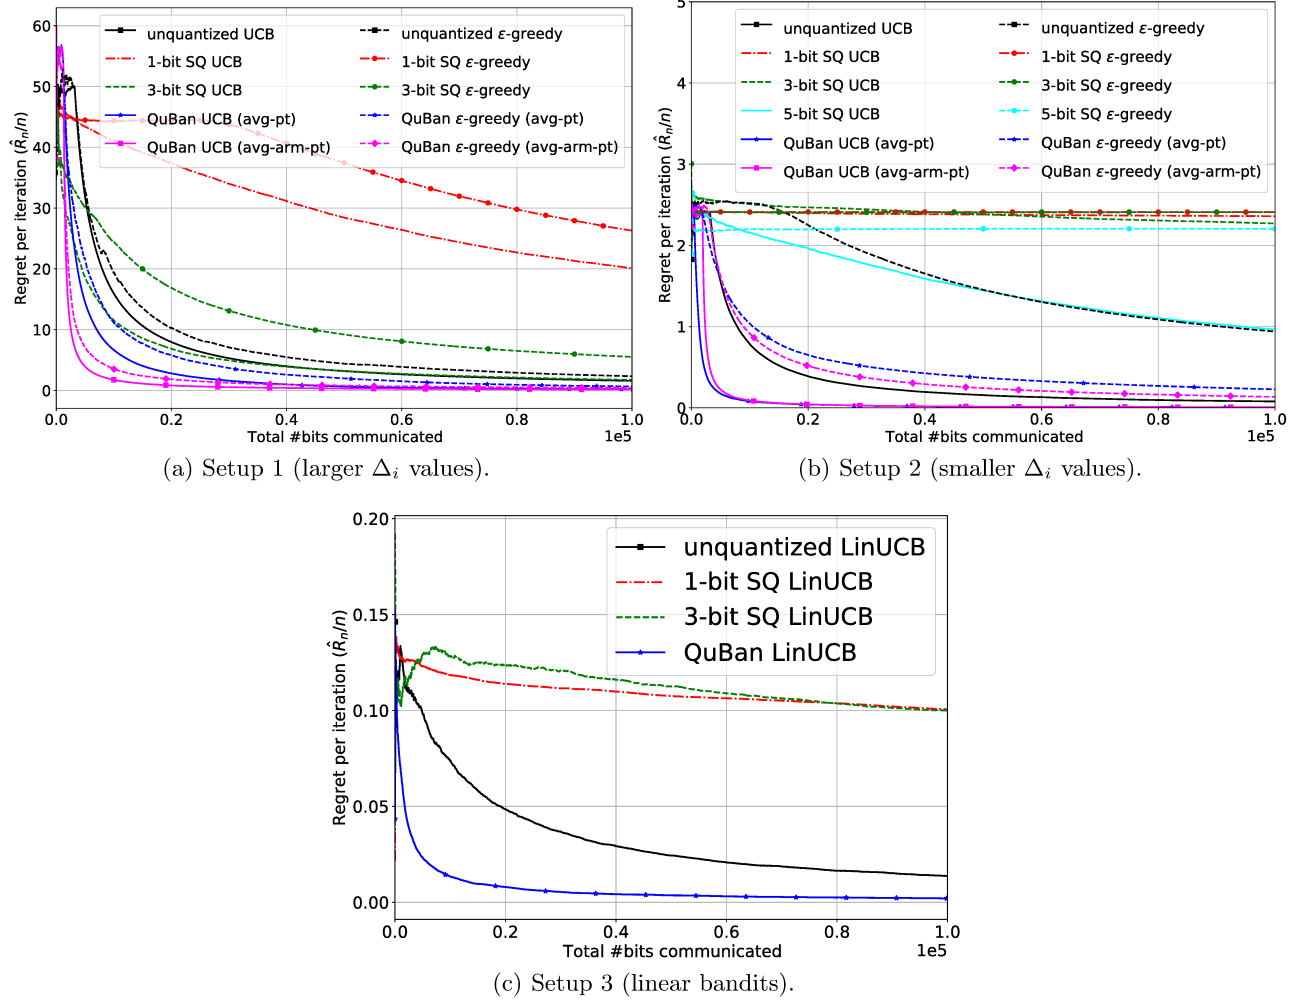 60
50
40
30
20
10
0
Regret per iteration (R̂ₙ/n)
unquantized UCB
1-bit SQ UCB
3-bit SQ UCB
QuBan UCB (avg-pt)
QuBan UCB (avg-arm-pt)
unquantized ε-greedy
1-bit SQ ε-greedy
3-bit SQ ε-greedy
QuBan ε-greedy (avg-pt)
QuBan ε-greedy (avg-arm-pt)
0.0 0.2 0.4 0.6 0.8 1.0
Total #bits communicated
1e5
(a) Setup 1 (larger Δᵢ values).
5
4
3
2
1
0
Regret per iteration (R̂ₙ/n)
unquantized UCB
1-bit SQ UCB
3-bit SQ UCB
5-bit SQ UCB
QuBan UCB (avg-pt)
QuBan UCB (avg-arm-pt)
unquantized ε-greedy
1-bit SQ ε-greedy
3-bit SQ ε-greedy
5-bit SQ ε-greedy
QuBan ε-greedy (avg-pt)
QuBan ε-greedy (avg-arm-pt)
0.0 0.2 0.4 0.6 0.8 1.0
Total #bits communicated
1e5
(b) Setup 2 (smaller Δᵢ values).
0.20
0.15
0.10
0.05
0.00
Regret per iteration (R̂ₙ/n)
unquantized LinUCB
1-bit SQ LinUCB
3-bit SQ LinUCB
QuBan LinUCB
0.0 0.2 0.4 0.6 0.8 1.0
Total #bits communicated
1e5
(c) Setup 3 (linear bandits).